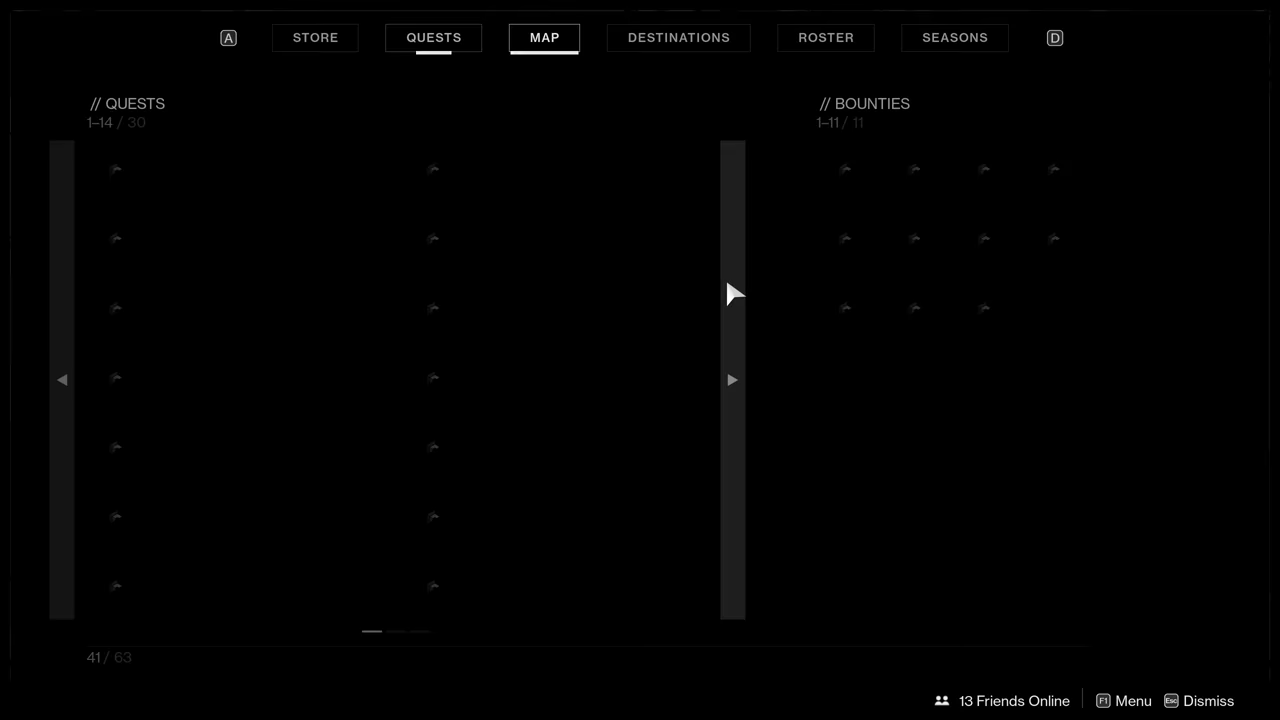 A STORE QUESTS MAP DESTINATIONS ROSTER SEASONS D
// QUESTS
1–14 / 30
// BOUNTIES
1–11 / 11
41 / 63
13 Friends Online F1 Menu Esc Dismiss